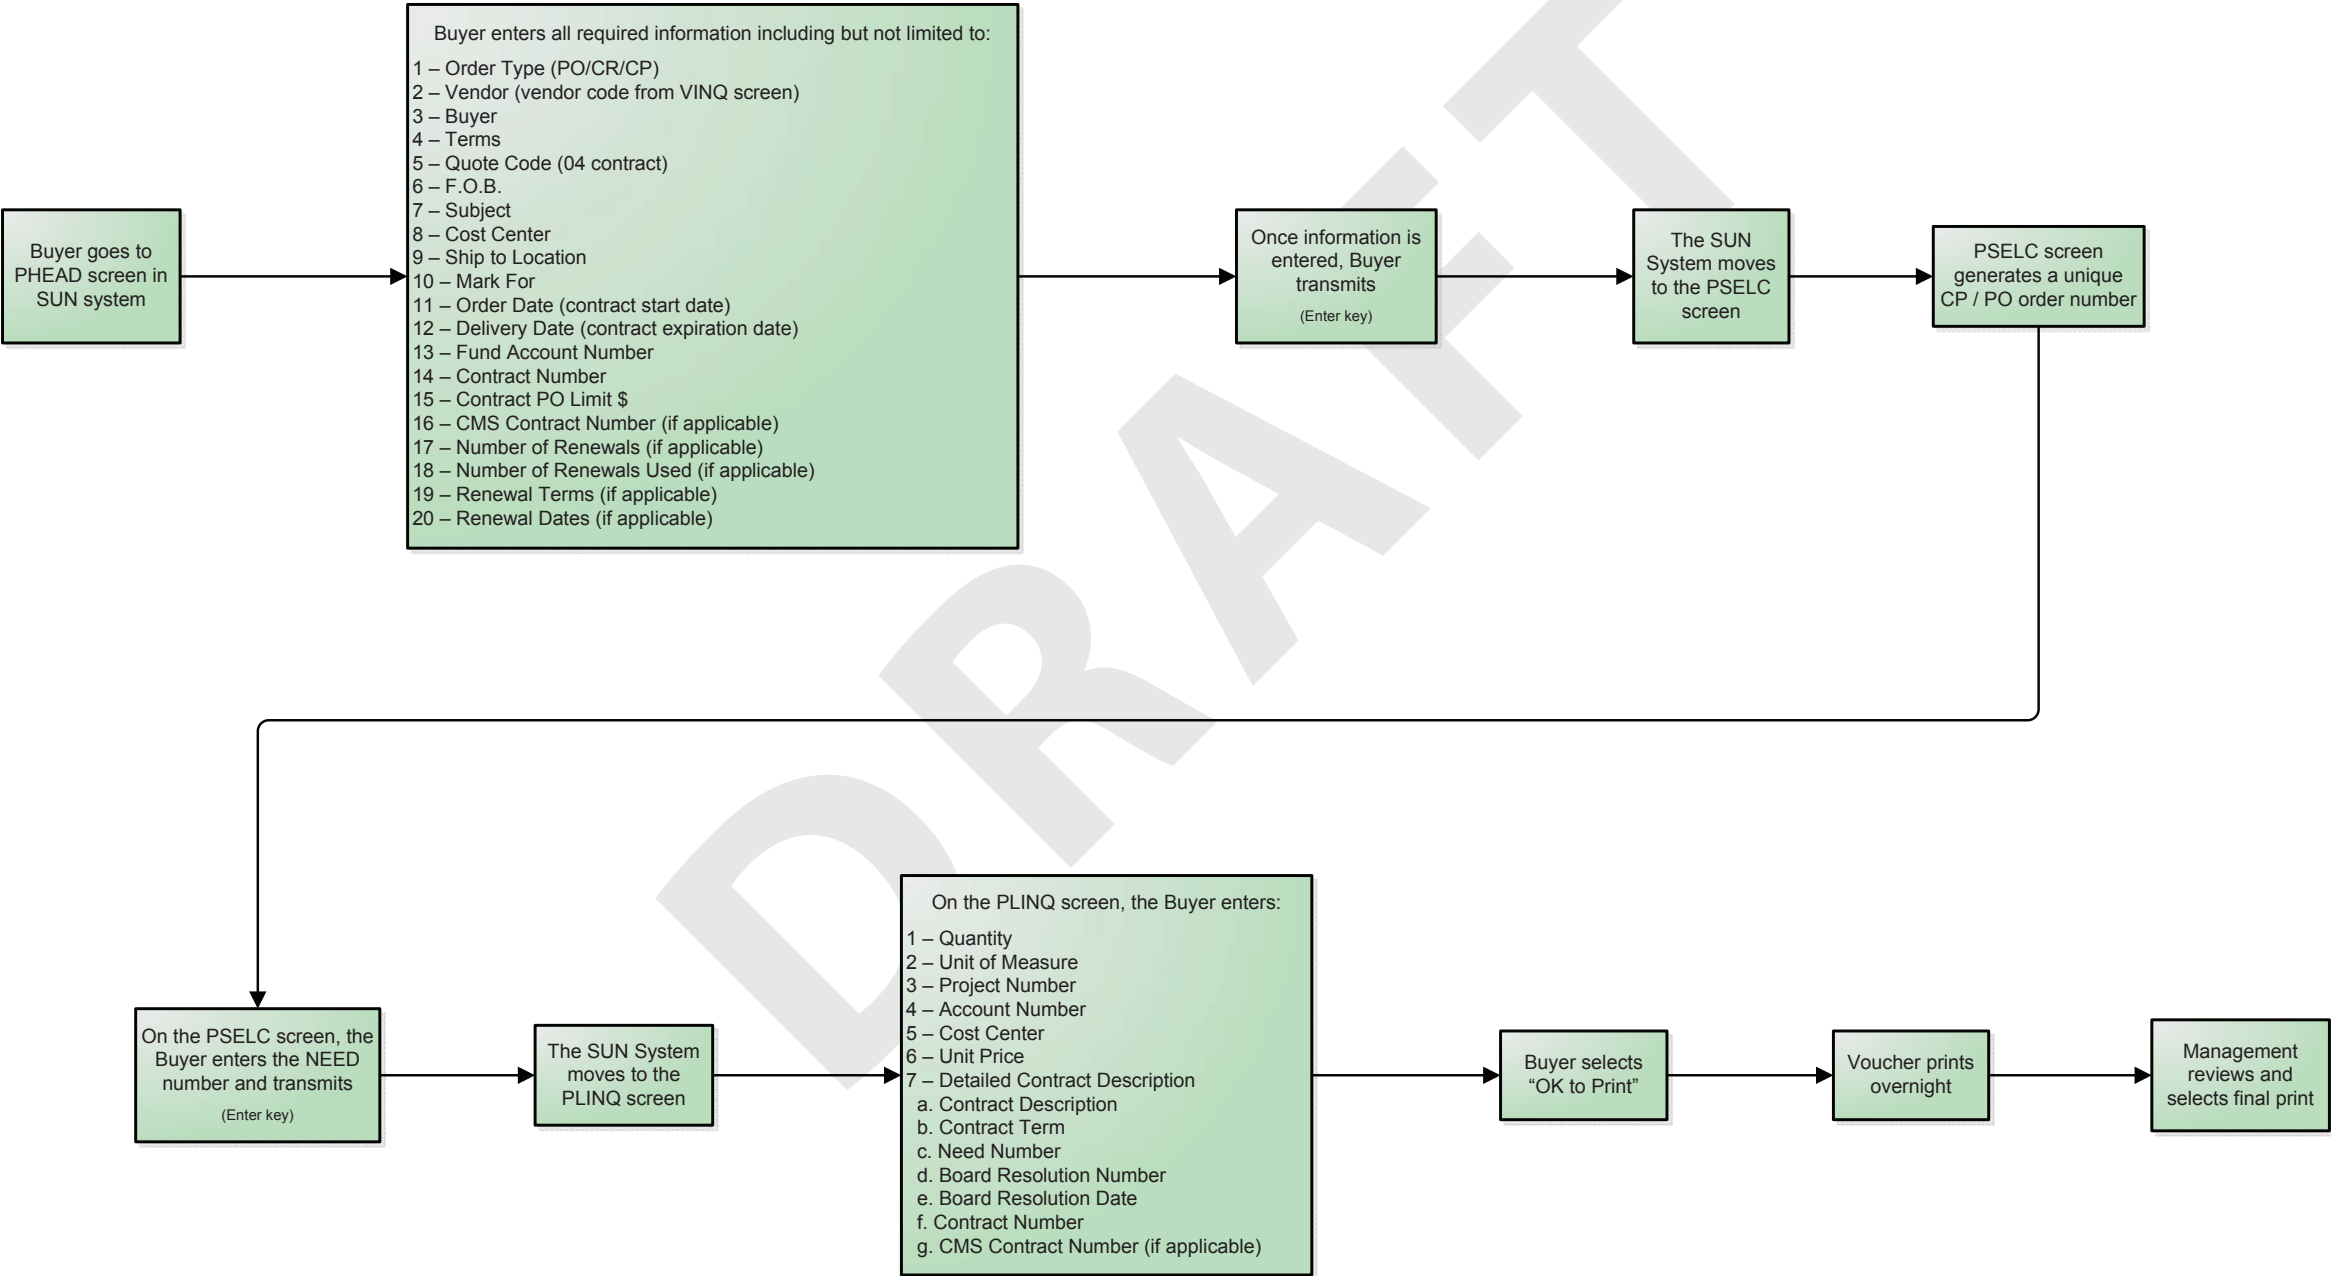 Buyer goes to
PHEAD screen in
SUN system
Buyer enters all required information including but not limited to:
1 – Order Type (PO/CR/CP)
2 – Vendor (vendor code from VINQ screen)
3 – Buyer
4 – Terms
5 – Quote Code (04 contract)
6 – F.O.B.
7 – Subject
8 – Cost Center
9 – Ship to Location
10 – Mark For
11 – Order Date (contract start date)
12 – Delivery Date (contract expiration date)
13 – Fund Account Number
14 – Contract Number
15 – Contract PO Limit $
16 – CMS Contract Number (if applicable)
17 – Number of Renewals (if applicable)
18 – Number of Renewals Used (if applicable)
19 – Renewal Terms (if applicable)
20 – Renewal Dates (if applicable)
Once information is
entered, Buyer
transmits
(Enter key)
The SUN
System moves
to the PSELC
screen
PSELC screen
generates a unique
CP / PO order number
On the PSELC screen, the
Buyer enters the NEED
number and transmits
(Enter key)
The SUN System
moves to the
PLINQ screen
On the PLINQ screen, the Buyer enters:
1 – Quantity
2 – Unit of Measure
3 – Project Number
4 – Account Number
5 – Cost Center
6 – Unit Price
7 – Detailed Contract Description
a. Contract Description
b. Contract Term
c. Need Number
d. Board Resolution Number
e. Board Resolution Date
f. Contract Number
g. CMS Contract Number (if applicable)
Buyer selects
“OK to Print”
Voucher prints
overnight
Management
reviews and
selects final print
DRAFT